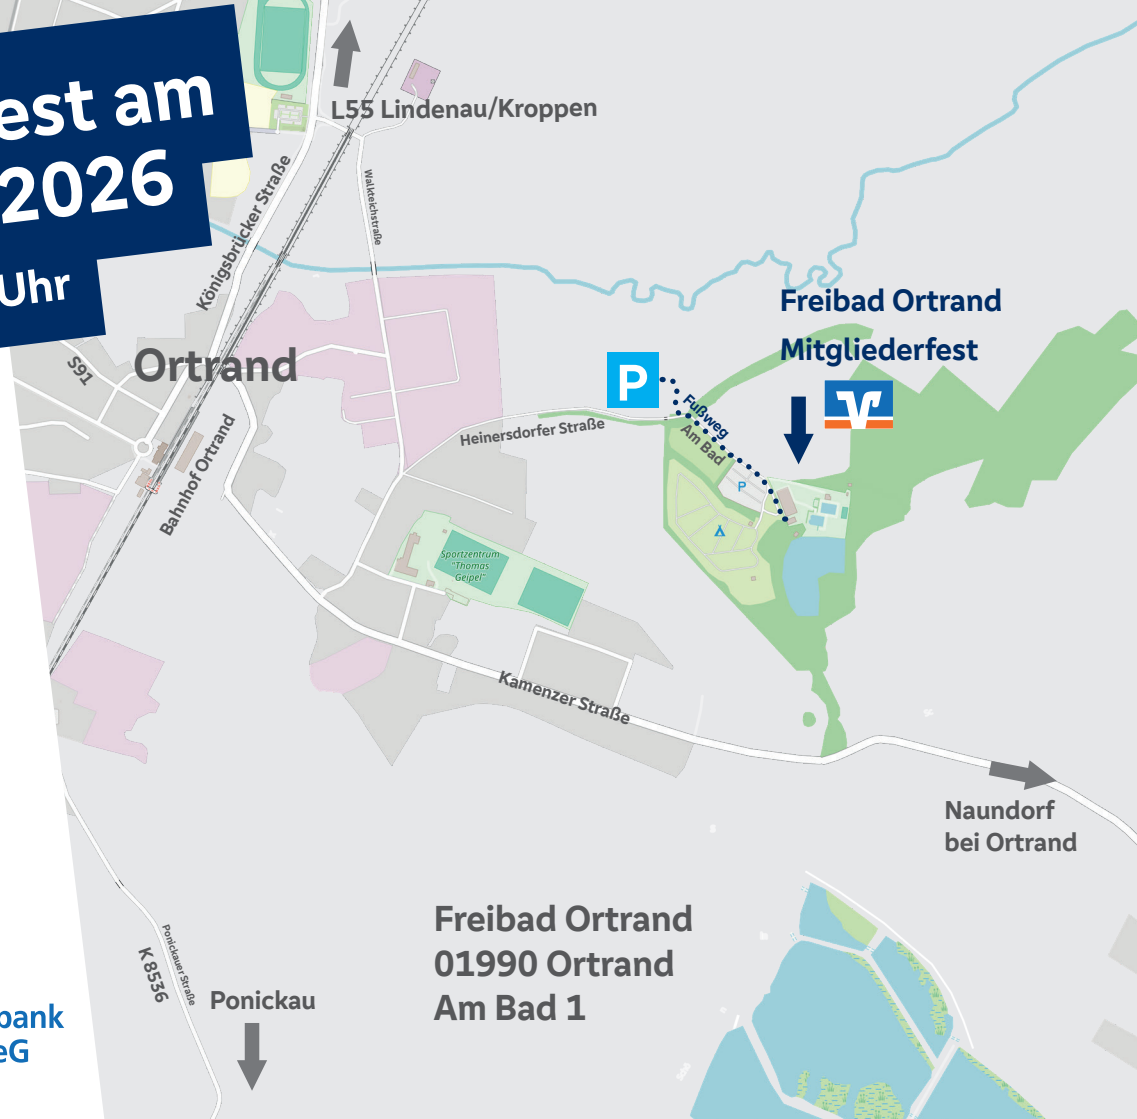 est am
2026
Uhr
L55 Lindenau/Kroppen
Königsbrücker Straße
Walkteichstraße
S91
Ortrand
Bahnhof Ortrand
Freibad Ortrand
Mitgliederfest
P
Fußweg
Am Bad
Heinersdorfer Straße
P
Sportzentrum
"Thomas
Geipel"
Kamenzer Straße
Naundorf
bei Ortrand
Freibad Ortrand
01990 Ortrand
Am Bad 1
Ponickauer Straße
K 8536
Ponickau
bank
eG